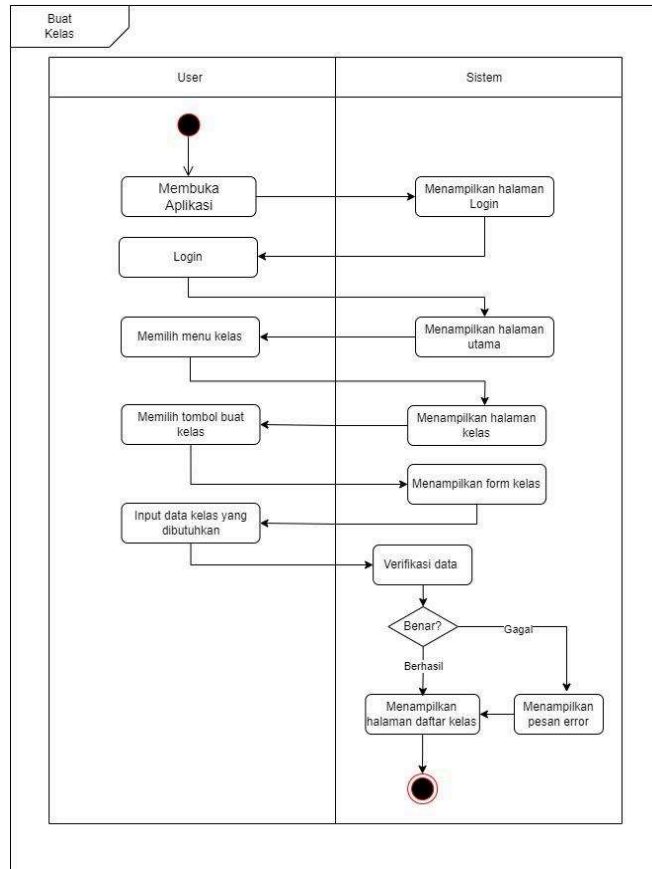 Buat
Kelas
User
Sistem
Membuka
Aplikasi
Menampilkan halaman
Login
Login
Menampilkan halaman
utama
Memilih menu kelas
Menampilkan halaman
kelas
Memilih tombol buat
kelas
Menampilkan form kelas
Input data kelas yang
dibutuhkan
Verifikasi data
Benar?
Gagal
Berhasil
Menampilkan
halaman daftar kelas
Menampilkan
pesan error